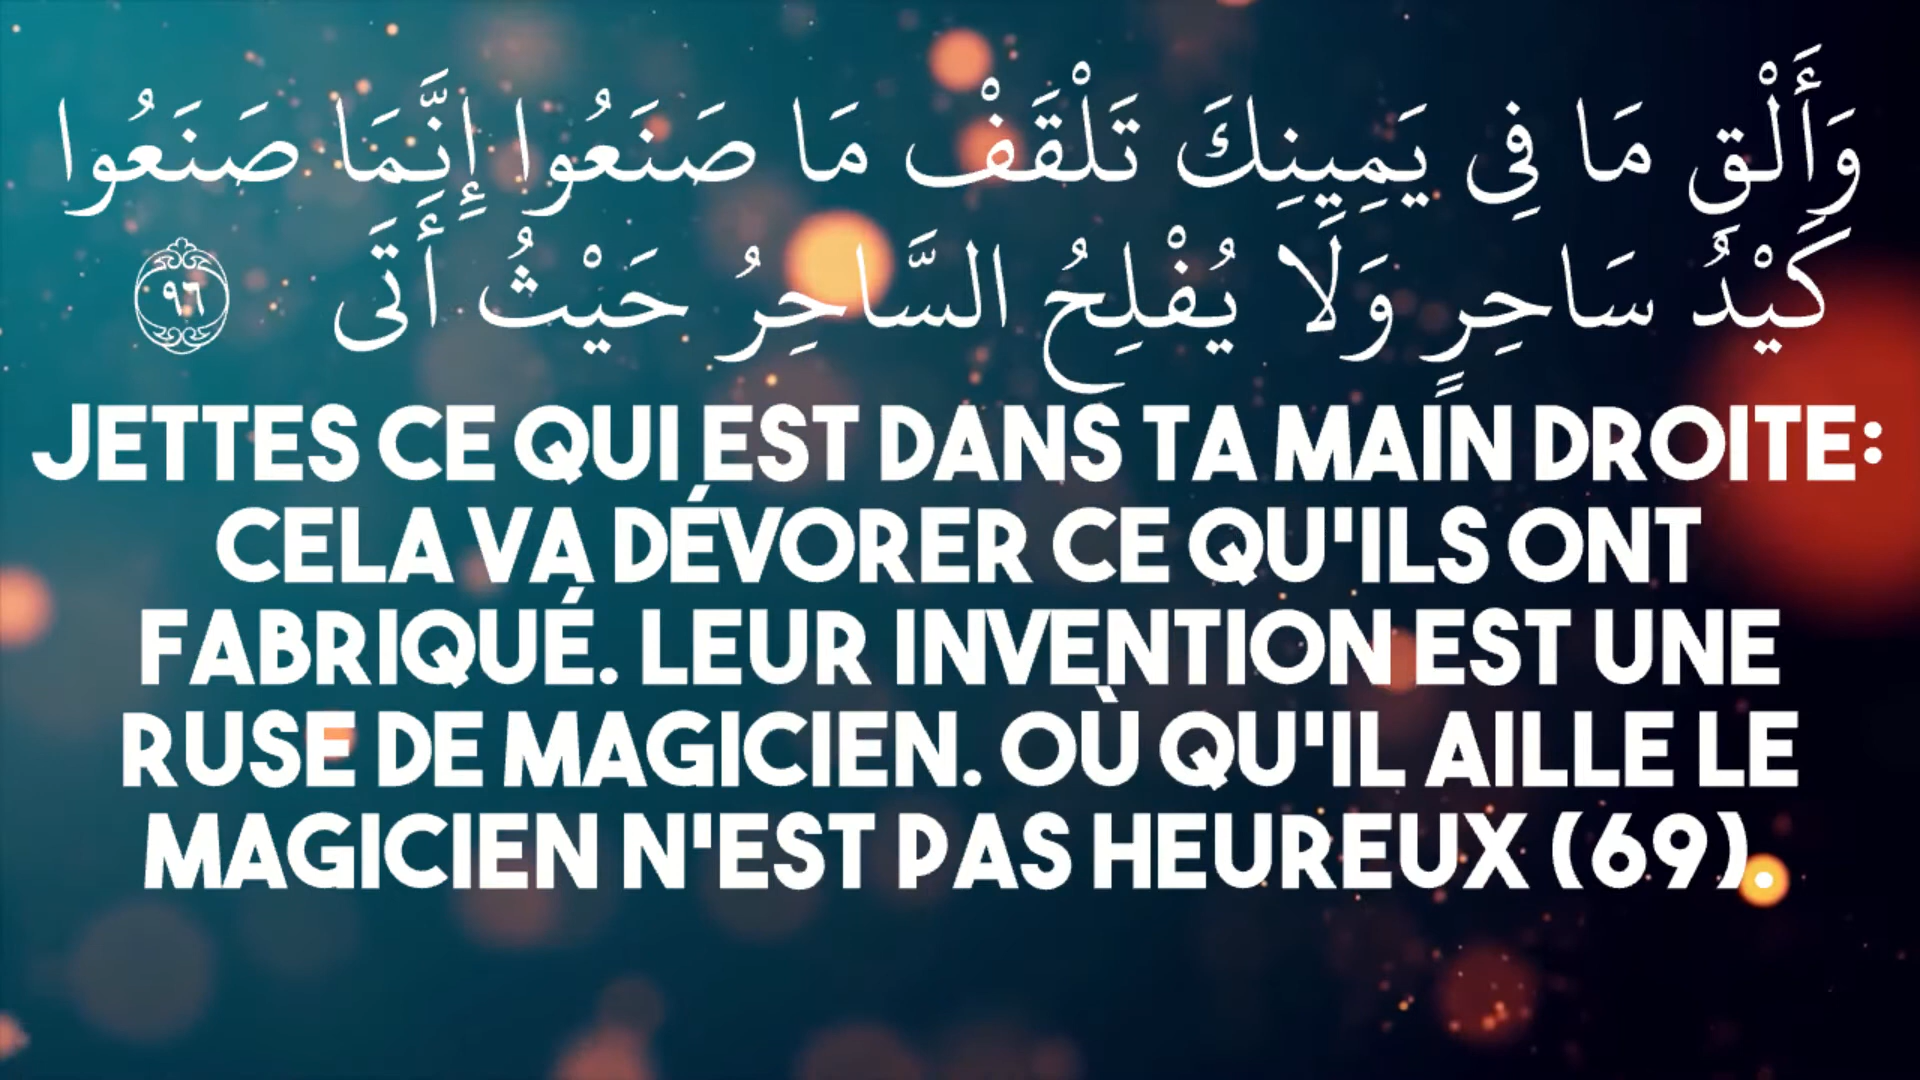 وَأَلْقِ مَا فِى يَمِينِكَ تَلْقَفْ مَا صَنَعُوا إِنَّمَا صَنَعُوا
كَيْدُ سَاحِرٍ وَلَا يُفْلِحُ السَّاحِرُ حَيْثُ أَتَى ٩٦
JETTES CE QUI EST DANS TA MAIN DROITE:
CELA VA DÉVORER CE QU'ILS ONT
FABRIQUÉ. LEUR INVENTION EST UNE
RUSE DE MAGICIEN. OÙ QU'IL AILLE LE
MAGICIEN N'EST PAS HEUREUX (69).